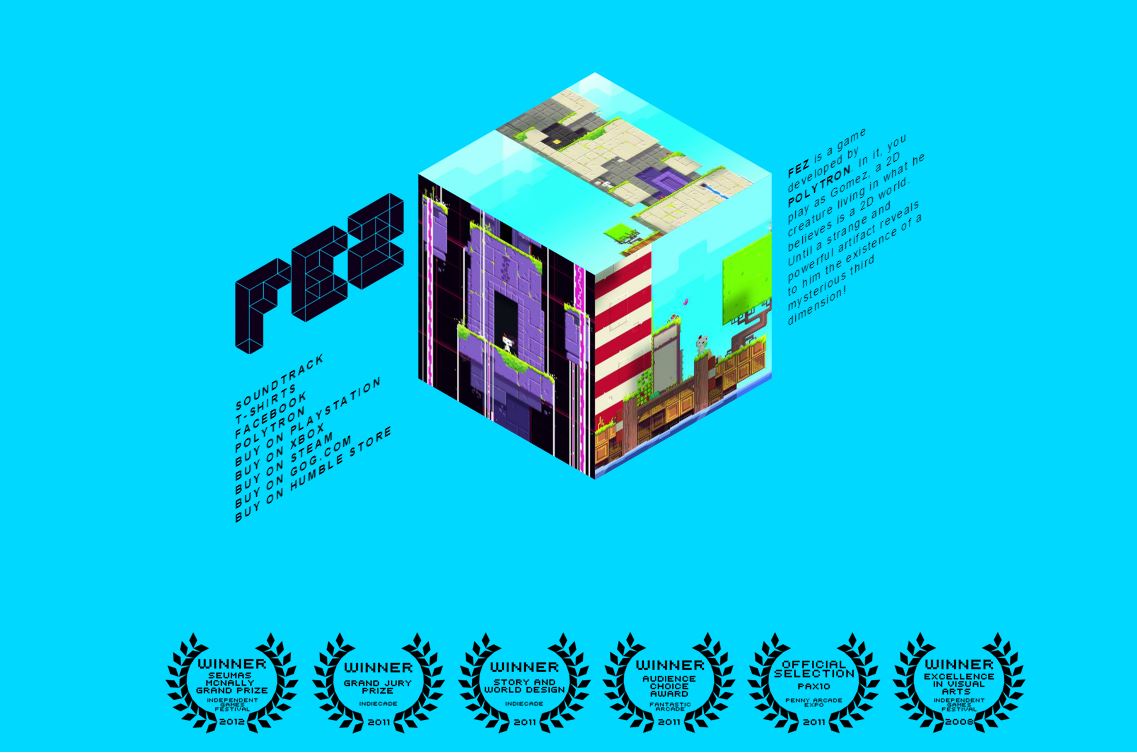 FEZ
SOUNDTRACK
T-SHIRTS
FACEBOOK
POLYTRON
BUY ON PLAYSTATION
BUY ON XBOX
BUY ON STEAM
BUY ON GOG.COM
BUY ON HUMBLE STORE
FEZ is a game
developed by
POLYTRON. In it, you
play as Gomez, a 2D
creature living in what he
believes is a 2D world.
Until a strange and
powerful artifact reveals
to him the existence of a
mysterious third
dimension!
WINNER
SEUMAS
MCNALLY
GRAND PRIZE
INDEPENDENT
GAMES
FESTIVAL
2012
WINNER
GRAND JURY
PRIZE
INDIECADE
2011
WINNER
STORY AND
WORLD DESIGN
INDIECADE
2011
WINNER
AUDIENCE
CHOICE
AWARD
FANTASTIC
ARCADE
2011
OFFICIAL
SELECTION
PAX10
PENNY ARCADE
EXPO
2011
WINNER
EXCELLENCE
IN VISUAL
ARTS
INDEPENDENT
GAMES
FESTIVAL
2008